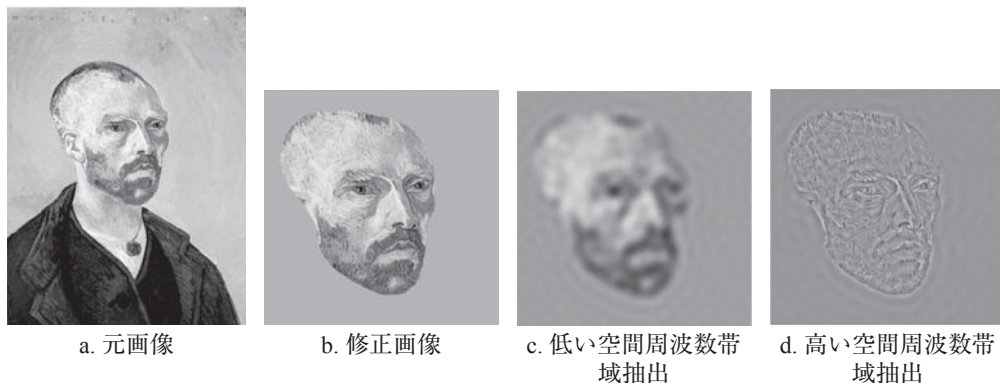 a. 元画像
b. 修正画像
c. 低い空間周波数帯
域抽出
d. 高い空間周波数帯
域抽出